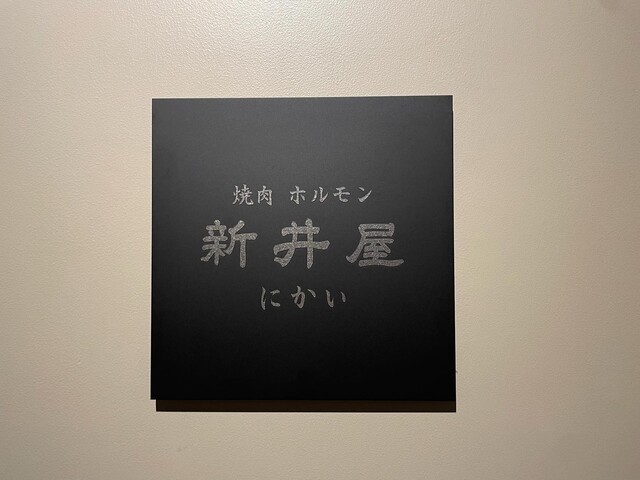 焼肉 ホルモン
新井屋
にかい